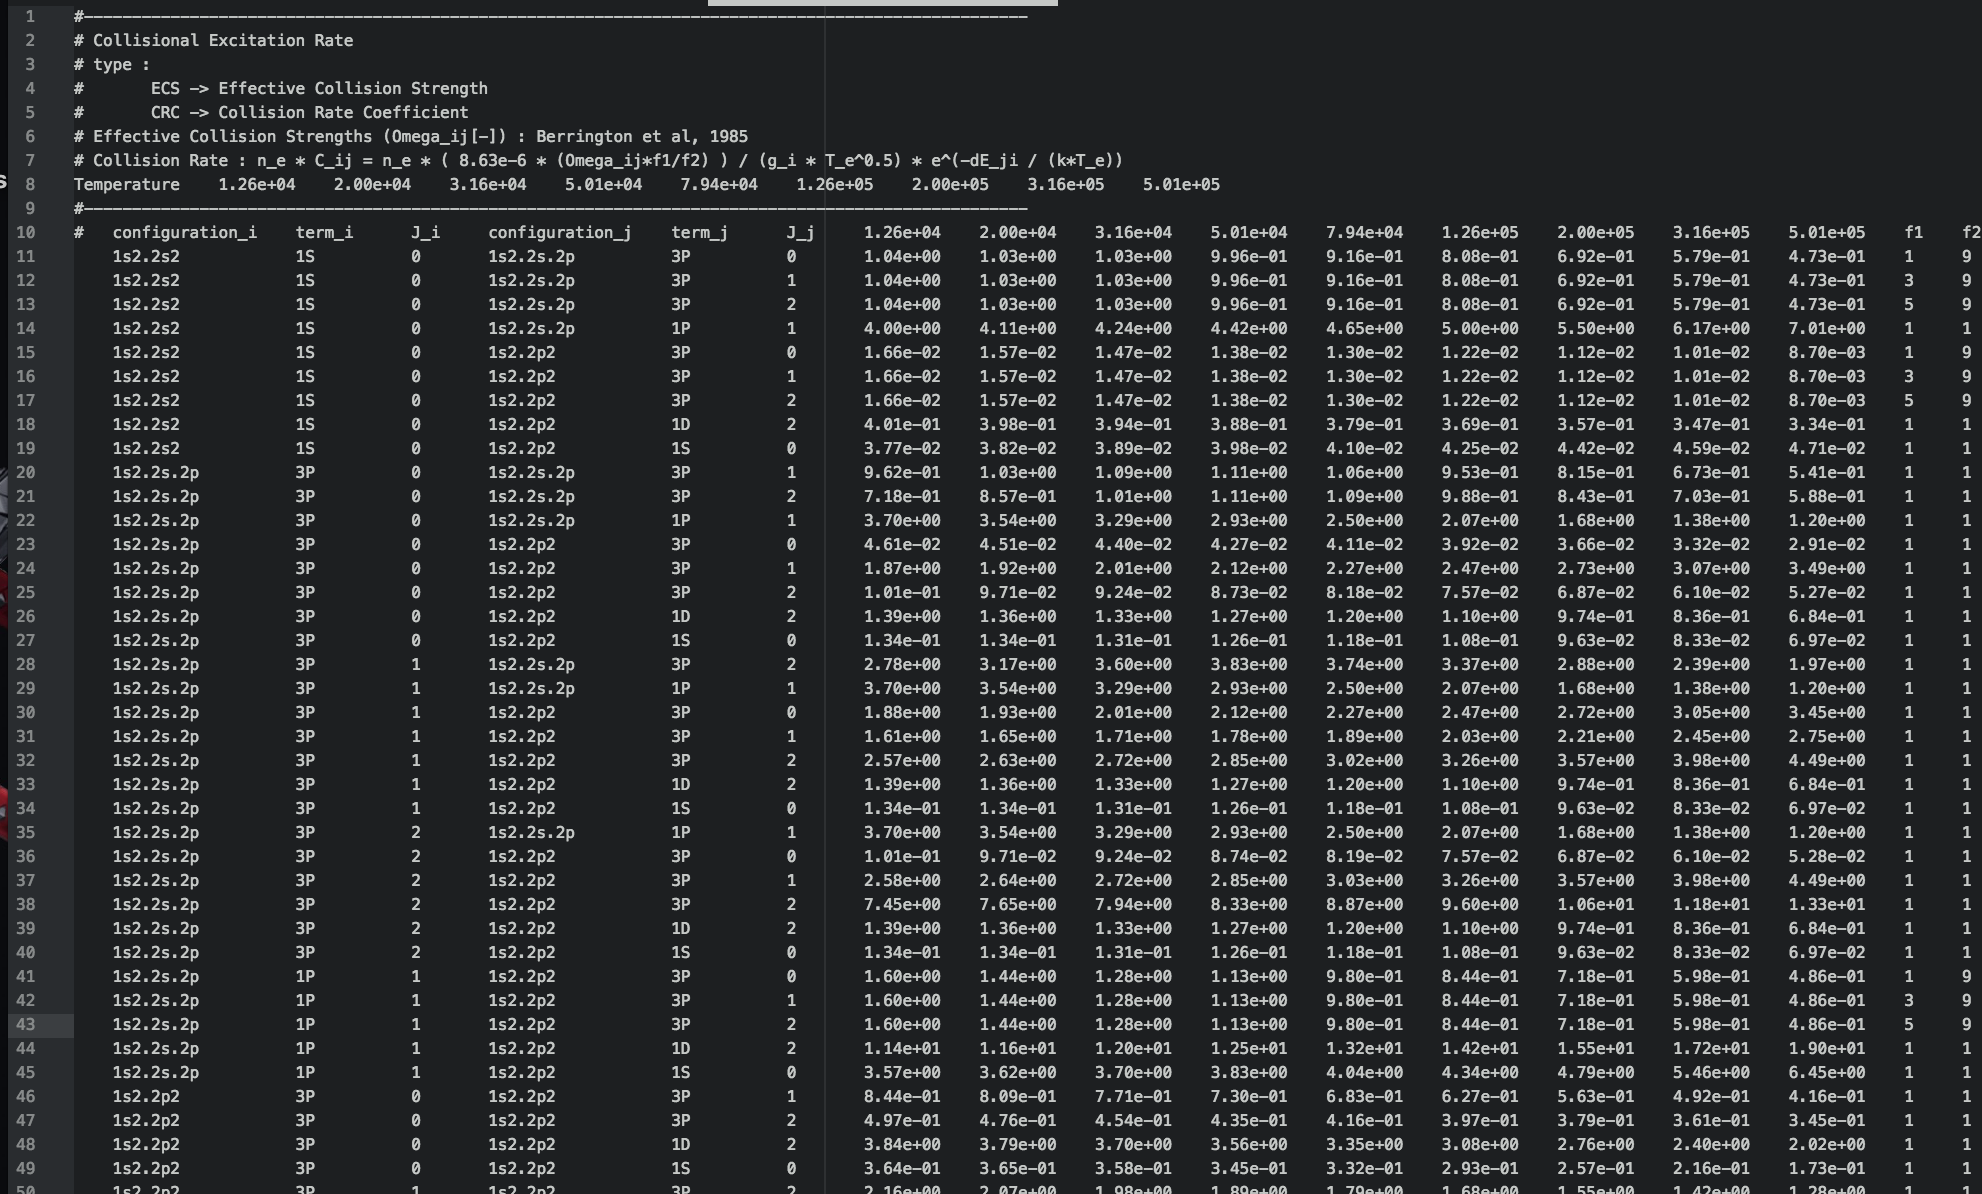 1 #——————————————————————————————————————————————————
2 # Collisional Excitation Rate
3 # type :
4 # ECS -> Effective Collision Strength
5 # CRC -> Collision Rate Coefficient
6 # Effective Collision Strengths (Omega_ij[-]) : Berrington et al, 1985
7 # Collision Rate : n_e * C_ij = n_e * ( 8.63e-6 * (Omega_ij*f1/f2) ) / (g_i * T_e^0.5) * e^(-dE_ji / (k*T_e))
8 Temperature 1.26e+04 2.00e+04 3.16e+04 5.01e+04 7.94e+04 1.26e+05 2.00e+05 3.16e+05 5.01e+05
9 #——————————————————————————————————————————————————
10 # configuration_i term_i J_i configuration_j term_j J_j 1.26e+04 2.00e+04 3.16e+04 5.01e+04 7.94e+04 1.26e+05 2.00e+05 3.16e+05 5.01e+05 f1 f2
11 1s2.2s2 1S 0 1s2.2s.2p 3P 0 1.04e+00 1.03e+00 1.03e+00 9.96e-01 9.16e-01 8.08e-01 6.92e-01 5.79e-01 4.73e-01 1 9
12 1s2.2s2 1S 0 1s2.2s.2p 3P 1 1.04e+00 1.03e+00 1.03e+00 9.96e-01 9.16e-01 8.08e-01 6.92e-01 5.79e-01 4.73e-01 3 9
13 1s2.2s2 1S 0 1s2.2s.2p 3P 2 1.04e+00 1.03e+00 1.03e+00 9.96e-01 9.16e-01 8.08e-01 6.92e-01 5.79e-01 4.73e-01 5 9
14 1s2.2s2 1S 0 1s2.2s.2p 1P 1 4.00e+00 4.11e+00 4.24e+00 4.42e+00 4.65e+00 5.00e+00 5.50e+00 6.17e+00 7.01e+00 1 1
15 1s2.2s2 1S 0 1s2.2p2 3P 0 1.66e-02 1.57e-02 1.47e-02 1.38e-02 1.30e-02 1.22e-02 1.12e-02 1.01e-02 8.70e-03 1 9
16 1s2.2s2 1S 0 1s2.2p2 3P 1 1.66e-02 1.57e-02 1.47e-02 1.38e-02 1.30e-02 1.22e-02 1.12e-02 1.01e-02 8.70e-03 3 9
17 1s2.2s2 1S 0 1s2.2p2 3P 2 1.66e-02 1.57e-02 1.47e-02 1.38e-02 1.30e-02 1.22e-02 1.12e-02 1.01e-02 8.70e-03 5 9
18 1s2.2s2 1S 0 1s2.2p2 1D 2 4.01e-01 3.98e-01 3.94e-01 3.88e-01 3.79e-01 3.69e-01 3.57e-01 3.47e-01 3.34e-01 1 1
19 1s2.2s2 1S 0 1s2.2p2 1S 0 3.77e-02 3.82e-02 3.89e-02 3.98e-02 4.10e-02 4.25e-02 4.42e-02 4.59e-02 4.71e-02 1 1
20 1s2.2s.2p 3P 0 1s2.2s.2p 3P 1 9.62e-01 1.03e+00 1.09e+00 1.11e+00 1.06e+00 9.53e-01 8.15e-01 6.73e-01 5.41e-01 1 1
21 1s2.2s.2p 3P 0 1s2.2s.2p 3P 2 7.18e-01 8.57e-01 1.01e+00 1.11e+00 1.09e+00 9.88e-01 8.43e-01 7.03e-01 5.88e-01 1 1
22 1s2.2s.2p 3P 0 1s2.2s.2p 1P 1 3.70e+00 3.54e+00 3.29e+00 2.93e+00 2.50e+00 2.07e+00 1.68e+00 1.38e+00 1.20e+00 1 1
23 1s2.2s.2p 3P 0 1s2.2p2 3P 0 4.61e-02 4.51e-02 4.40e-02 4.27e-02 4.11e-02 3.92e-02 3.66e-02 3.32e-02 2.91e-02 1 1
24 1s2.2s.2p 3P 0 1s2.2p2 3P 1 1.87e+00 1.92e+00 2.01e+00 2.12e+00 2.27e+00 2.47e+00 2.73e+00 3.07e+00 3.49e+00 1 1
25 1s2.2s.2p 3P 0 1s2.2p2 3P 2 1.01e-01 9.71e-02 9.24e-02 8.73e-02 8.18e-02 7.57e-02 6.87e-02 6.10e-02 5.27e-02 1 1
26 1s2.2s.2p 3P 0 1s2.2p2 1D 2 1.39e+00 1.36e+00 1.33e+00 1.27e+00 1.20e+00 1.10e+00 9.74e-01 8.36e-01 6.84e-01 1 1
27 1s2.2s.2p 3P 0 1s2.2p2 1S 0 1.34e-01 1.34e-01 1.31e-01 1.26e-01 1.18e-01 1.08e-01 9.63e-02 8.33e-02 6.97e-02 1 1
28 1s2.2s.2p 3P 1 1s2.2s.2p 3P 2 2.78e+00 3.17e+00 3.60e+00 3.83e+00 3.74e+00 3.37e+00 2.88e+00 2.39e+00 1.97e+00 1 1
29 1s2.2s.2p 3P 1 1s2.2s.2p 1P 1 3.70e+00 3.54e+00 3.29e+00 2.93e+00 2.50e+00 2.07e+00 1.68e+00 1.38e+00 1.20e+00 1 1
30 1s2.2s.2p 3P 1 1s2.2p2 3P 0 1.88e+00 1.93e+00 2.01e+00 2.12e+00 2.27e+00 2.47e+00 2.72e+00 3.05e+00 3.45e+00 1 1
31 1s2.2s.2p 3P 1 1s2.2p2 3P 1 1.61e+00 1.65e+00 1.71e+00 1.78e+00 1.89e+00 2.03e+00 2.21e+00 2.45e+00 2.75e+00 1 1
32 1s2.2s.2p 3P 1 1s2.2p2 3P 2 2.57e+00 2.63e+00 2.72e+00 2.85e+00 3.02e+00 3.26e+00 3.57e+00 3.98e+00 4.49e+00 1 1
33 1s2.2s.2p 3P 1 1s2.2p2 1D 2 1.39e+00 1.36e+00 1.33e+00 1.27e+00 1.20e+00 1.10e+00 9.74e-01 8.36e-01 6.84e-01 1 1
34 1s2.2s.2p 3P 1 1s2.2p2 1S 0 1.34e-01 1.34e-01 1.31e-01 1.26e-01 1.18e-01 1.08e-01 9.63e-02 8.33e-02 6.97e-02 1 1
35 1s2.2s.2p 3P 2 1s2.2s.2p 1P 1 3.70e+00 3.54e+00 3.29e+00 2.93e+00 2.50e+00 2.07e+00 1.68e+00 1.38e+00 1.20e+00 1 1
36 1s2.2s.2p 3P 2 1s2.2p2 3P 0 1.01e-01 9.71e-02 9.24e-02 8.74e-02 8.19e-02 7.57e-02 6.87e-02 6.10e-02 5.28e-02 1 1
37 1s2.2s.2p 3P 2 1s2.2p2 3P 1 2.58e+00 2.64e+00 2.72e+00 2.85e+00 3.03e+00 3.26e+00 3.57e+00 3.98e+00 4.49e+00 1 1
38 1s2.2s.2p 3P 2 1s2.2p2 3P 2 7.45e+00 7.65e+00 7.94e+00 8.33e+00 8.87e+00 9.60e+00 1.06e+01 1.18e+01 1.33e+01 1 1
39 1s2.2s.2p 3P 2 1s2.2p2 1D 2 1.39e+00 1.36e+00 1.33e+00 1.27e+00 1.20e+00 1.10e+00 9.74e-01 8.36e-01 6.84e-01 1 1
40 1s2.2s.2p 3P 2 1s2.2p2 1S 0 1.34e-01 1.34e-01 1.31e-01 1.26e-01 1.18e-01 1.08e-01 9.63e-02 8.33e-02 6.97e-02 1 1
41 1s2.2s.2p 1P 1 1s2.2p2 3P 0 1.60e+00 1.44e+00 1.28e+00 1.13e+00 9.80e-01 8.44e-01 7.18e-01 5.98e-01 4.86e-01 1 9
42 1s2.2s.2p 1P 1 1s2.2p2 3P 1 1.60e+00 1.44e+00 1.28e+00 1.13e+00 9.80e-01 8.44e-01 7.18e-01 5.98e-01 4.86e-01 3 9
43 1s2.2s.2p 1P 1 1s2.2p2 3P 2 1.60e+00 1.44e+00 1.28e+00 1.13e+00 9.80e-01 8.44e-01 7.18e-01 5.98e-01 4.86e-01 5 9
44 1s2.2s.2p 1P 1 1s2.2p2 1D 2 1.14e+01 1.16e+01 1.20e+01 1.25e+01 1.32e+01 1.42e+01 1.55e+01 1.72e+01 1.90e+01 1 1
45 1s2.2s.2p 1P 1 1s2.2p2 1S 0 3.57e+00 3.62e+00 3.70e+00 3.83e+00 4.04e+00 4.34e+00 4.79e+00 5.46e+00 6.45e+00 1 1
46 1s2.2p2 3P 0 1s2.2p2 3P 1 8.44e-01 8.09e-01 7.71e-01 7.30e-01 6.83e-01 6.27e-01 5.63e-01 4.92e-01 4.16e-01 1 1
47 1s2.2p2 3P 0 1s2.2p2 3P 2 4.97e-01 4.76e-01 4.54e-01 4.35e-01 4.16e-01 3.97e-01 3.79e-01 3.61e-01 3.45e-01 1 1
48 1s2.2p2 3P 0 1s2.2p2 1D 2 3.84e+00 3.79e+00 3.70e+00 3.56e+00 3.35e+00 3.08e+00 2.76e+00 2.40e+00 2.02e+00 1 1
49 1s2.2p2 3P 0 1s2.2p2 1S 0 3.64e-01 3.65e-01 3.58e-01 3.45e-01 3.32e-01 2.93e-01 2.57e-01 2.16e-01 1.73e-01 1 1
50 1s2.2p2 3P 1 1s2.2p2 3P 2 2.16e+00 2.07e+00 1.98e+00 1.89e+00 1.79e+00 1.68e+00 1.55e+00 1.42e+00 1.28e+00 1 1